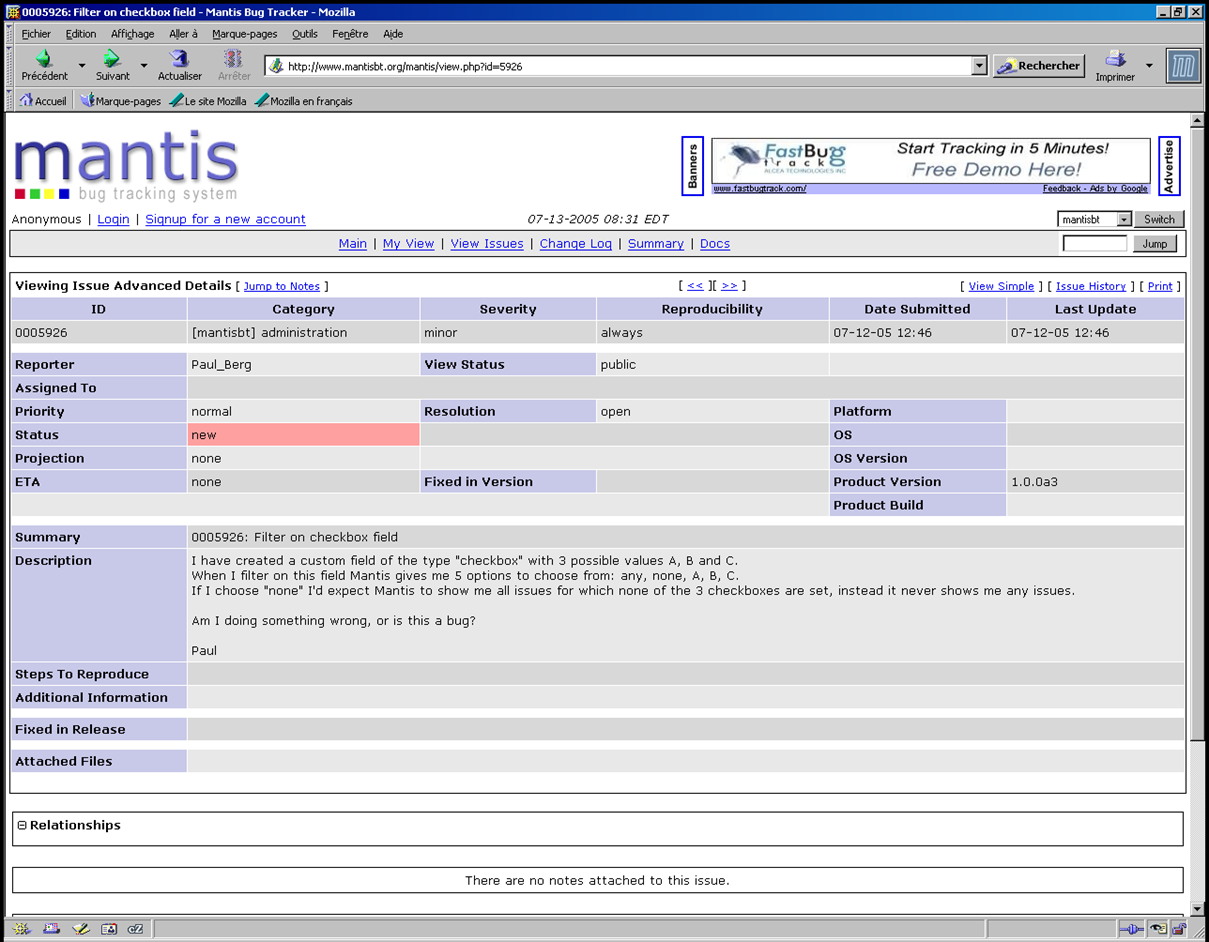 0005926: Filter on checkbox field - Mantis Bug Tracker - Mozilla
Fichier Edition Affichage Aller à Marque-pages Outils Fenêtre Aide
Précédent Suivant Actualiser Arrêter http://www.mantisbt.org/mantis/view.php?id=5926 Rechercher Imprimer
Accueil Marque-pages Le site Mozilla Mozilla en français
mantis
bug tracking system
Banners
FastBug
track
ALCEA TECHNOLOGIES INC
Start Tracking in 5 Minutes!
Free Demo Here!
www.fastbugtrack.com/ Feedback - Ads by Google
Advertise
Anonymous | Login | Signup for a new account 07-13-2005 08:31 EDT mantisbt Switch
Main | My View | View Issues | Change Log | Summary | Docs Jump
Viewing Issue Advanced Details [ Jump to Notes ] [ << ][ >> ] [ View Simple ] [ Issue History ] [ Print ]
ID Category Severity Reproducibility Date Submitted Last Update
0005926 [mantisbt] administration minor always 07-12-05 12:46 07-12-05 12:46
Reporter Paul_Berg View Status public
Assigned To
Priority normal Resolution open Platform
Status new OS
Projection none OS Version
ETA none Fixed in Version Product Version 1.0.0a3
Product Build
Summary 0005926: Filter on checkbox field
Description I have created a custom field of the type "checkbox" with 3 possible values A, B and C.
When I filter on this field Mantis gives me 5 options to choose from: any, none, A, B, C.
If I choose "none" I'd expect Mantis to show me all issues for which none of the 3 checkboxes are set, instead it never shows me any issues.
Am I doing something wrong, or is this a bug?
Paul
Steps To Reproduce
Additional Information
Fixed in Release
Attached Files
Relationships
There are no notes attached to this issue.